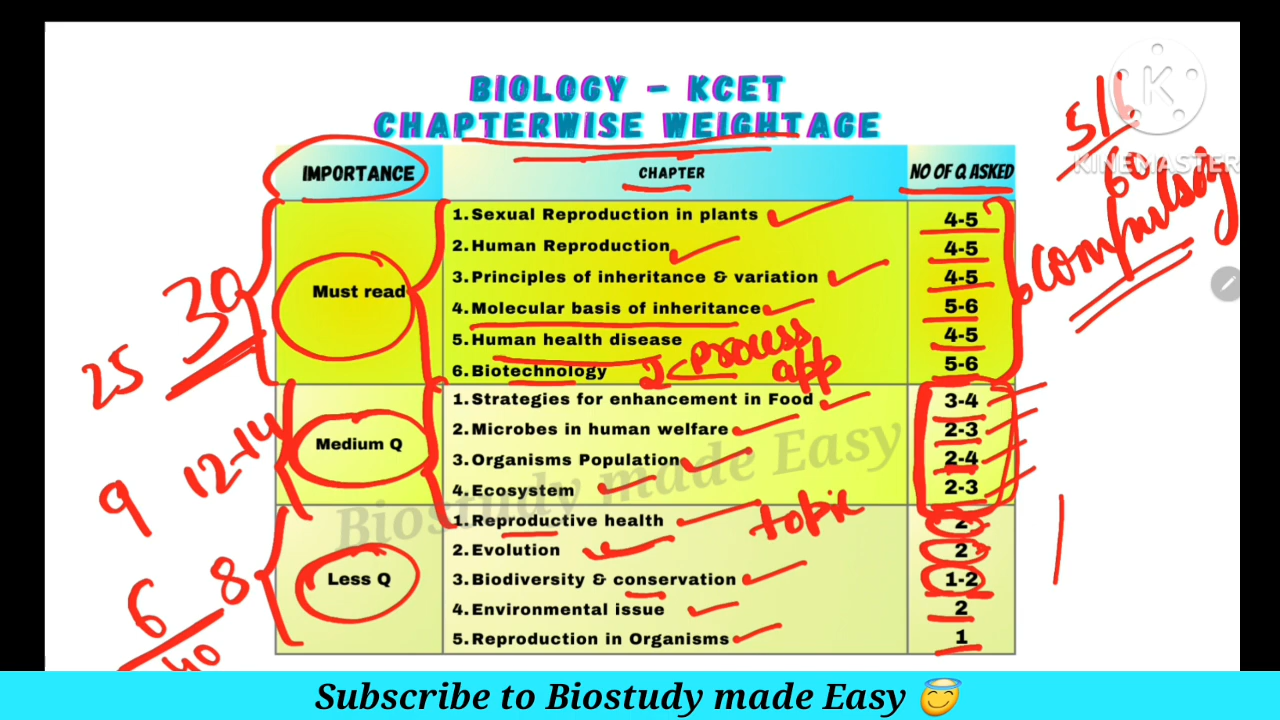 BIOLOGY – KCET
CHAPTERWISE WEIGHTAGE
IMPORTANCE CHAPTER NO OF Q ASKED
Must read
1.Sexual Reproduction in plants 4-5
2.Human Reproduction 4-5
3.Principles of inheritance & variation 4-5
4.Molecular basis of inheritance 5-6
5.Human health disease 4-5
6.Biotechnology 5-6
2 process
app
Medium Q
1.Strategies for enhancement in Food 3-4
2.Microbes in human welfare 2-3
3.Organisms Population 2-4
4.Ecosystem 2-3
Less Q
1.Reproductive health 2
2.Evolution 2
3.Biodiversity & conservation 1-2
4.Environmental issue 2
5.Reproduction in Organisms 1
topic
30
25
12-14
9
8
6
40
60
K
KINEMASTER
Biostudy made Easy
Subscribe to Biostudy made Easy 😇